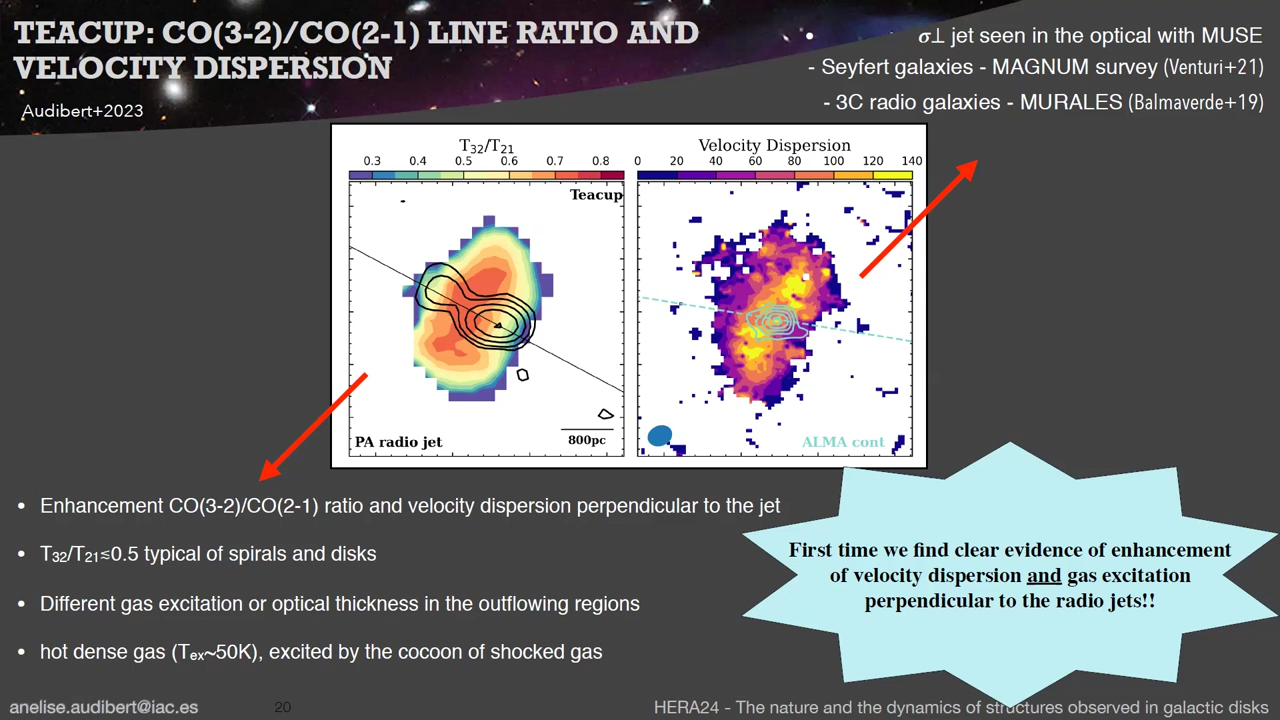 TEACUP: CO(3-2)/CO(2-1) LINE RATIO AND
VELOCITY DISPERSION
Audibert+2023
σ⊥ jet seen in the optical with MUSE
- Seyfert galaxies - MAGNUM survey (Venturi+21)
- 3C radio galaxies - MURALES (Balmaverde+19)
T32/T21
0.3 0.4 0.5 0.6 0.7 0.8
Teacup
PA radio jet
800pc
Velocity Dispersion
0 20 40 60 80 100 120 140
ALMA cont
• Enhancement CO(3-2)/CO(2-1) ratio and velocity dispersion perpendicular to the jet
• T32/T21≲0.5 typical of spirals and disks
• Different gas excitation or optical thickness in the outflowing regions
• hot dense gas (Tex~50K), excited by the cocoon of shocked gas
First time we find clear evidence of enhancement
of velocity dispersion and gas excitation
perpendicular to the radio jets!!
anelise.audibert@iac.es
20
HERA24 - The nature and the dynamics of structures observed in galactic disks